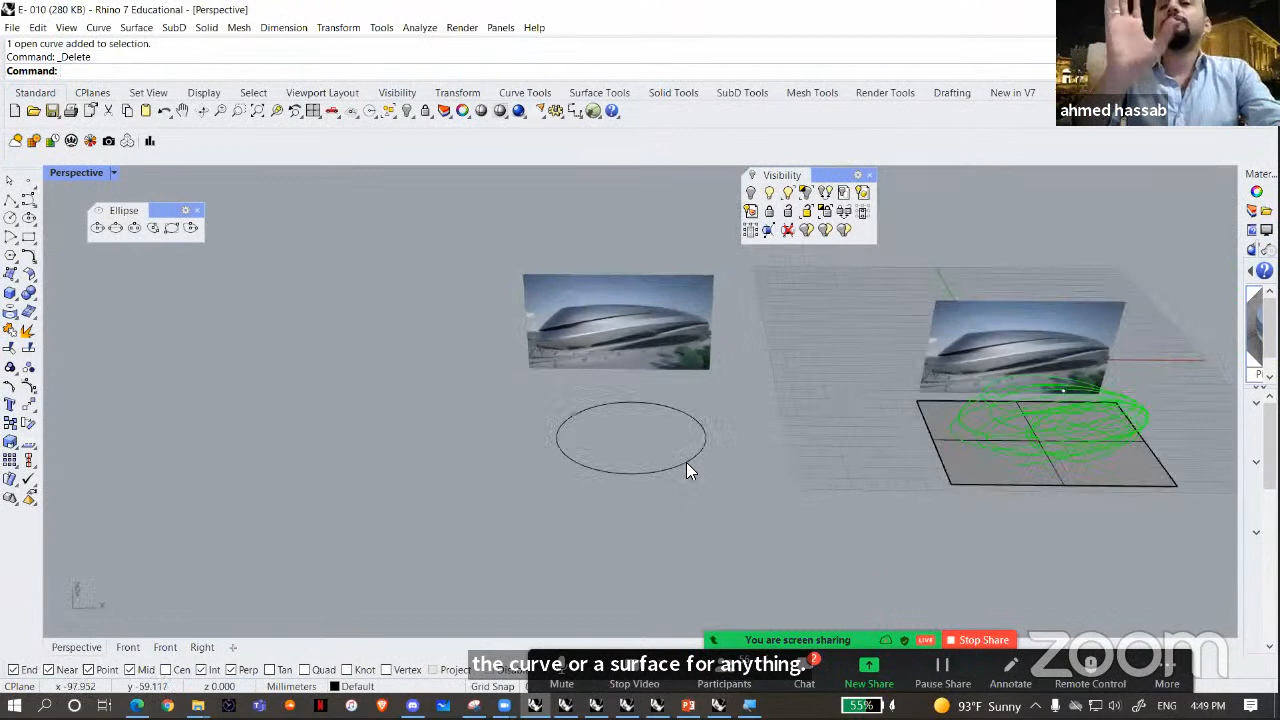 E- 010 (280 KB) - Rhino 7 Educational - [Perspective]
File Edit View Curve Surface SubD Solid Mesh Dimension Transform Tools Analyze Render Panels Help
1 open curve added to selection.
Command: _Delete
Command:
ahmed hassab
Standard CPlanes Set View Display Select Viewport Layout Visibility Transform Curve Tools Surface Tools Solid Tools SubD Tools Mesh Tools Render Tools Drafting New in V7
Perspective
Visibility
Mater...
Ellipse
You are screen sharing LIVE Stop Share
Perspective Top Front Right
zoom
the curve or a surface for anything.
End Near Point Mid Cen Int Perp Tan Quad Knot Vertex Project
2
Mute Stop Video Participants Chat New Share Pause Share Annotate Remote Control More
CPlane x -97.952 y -59.117 z 0.000 Millimeters Default Grid Snap
55% 93°F Sunny ENG 4:49 PM